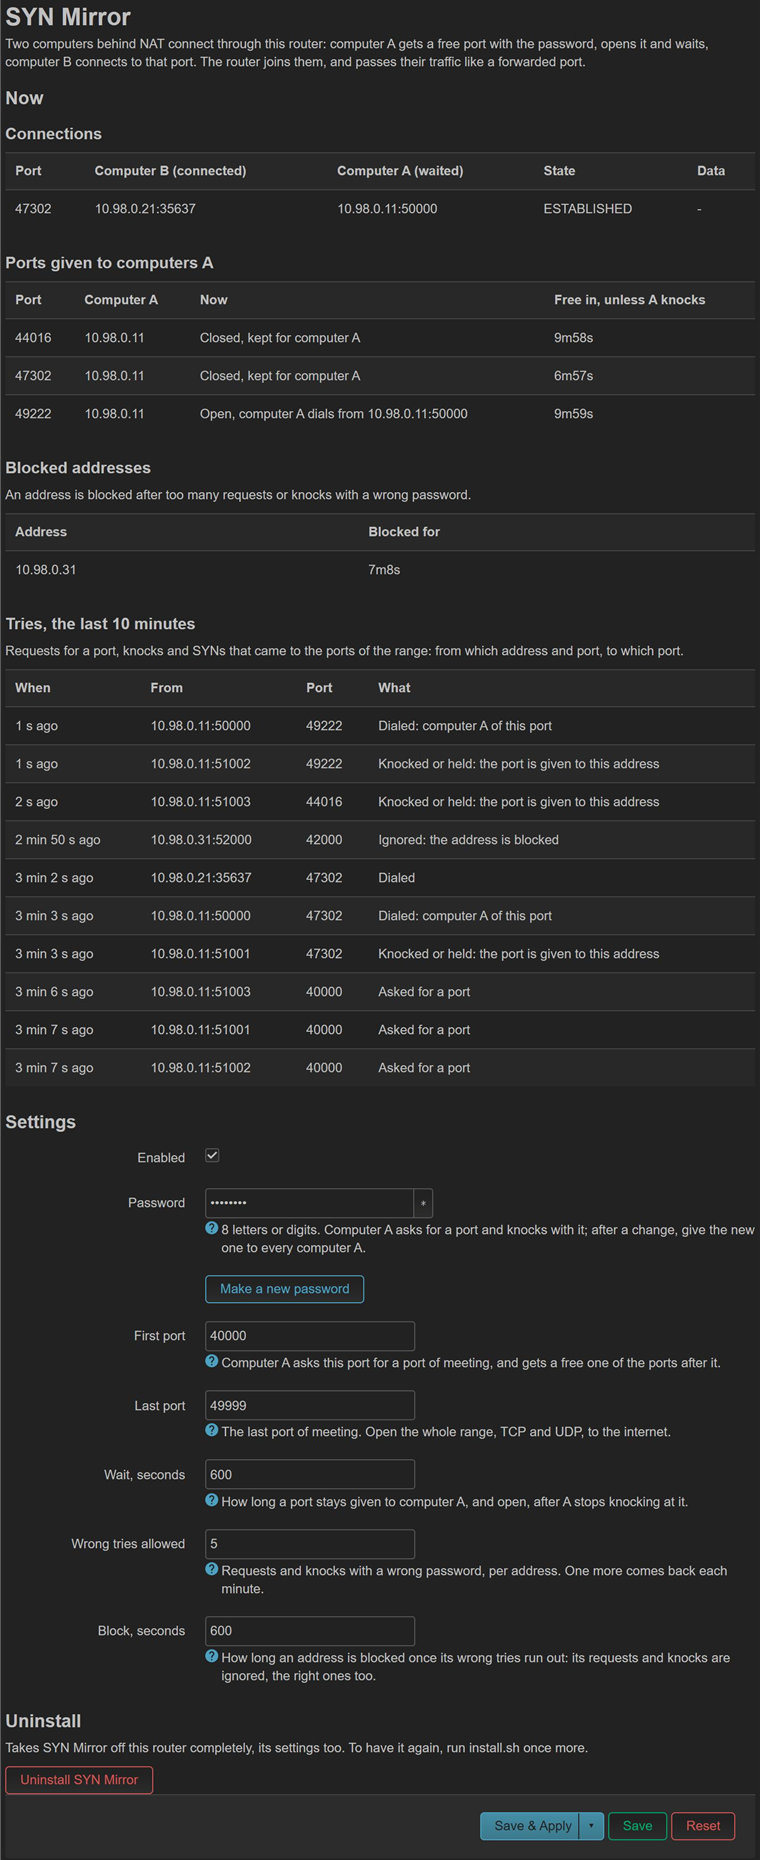 SYN Mirror
Two computers behind NAT connect through this router: computer A gets a free port with the password, opens it and waits,
computer B connects to that port. The router joins them, and passes their traffic like a forwarded port.
Now
Connections
Port Computer B (connected) Computer A (waited) State Data
47302 10.98.0.21:35637 10.98.0.11:50000 ESTABLISHED -
Ports given to computers A
Port Computer A Now Free in, unless A knocks
44016 10.98.0.11 Closed, kept for computer A 9m58s
47302 10.98.0.11 Closed, kept for computer A 6m57s
49222 10.98.0.11 Open, computer A dials from 10.98.0.11:50000 9m59s
Blocked addresses
An address is blocked after too many requests or knocks with a wrong password.
Address Blocked for
10.98.0.31 7m8s
Tries, the last 10 minutes
Requests for a port, knocks and SYNs that came to the ports of the range: from which address and port, to which port.
When From Port What
1 s ago 10.98.0.11:50000 49222 Dialed: computer A of this port
1 s ago 10.98.0.11:51002 49222 Knocked or held: the port is given to this address
2 s ago 10.98.0.11:51003 44016 Knocked or held: the port is given to this address
2 min 50 s ago 10.98.0.31:52000 42000 Ignored: the address is blocked
3 min 2 s ago 10.98.0.21:35637 47302 Dialed
3 min 3 s ago 10.98.0.11:50000 47302 Dialed: computer A of this port
3 min 3 s ago 10.98.0.11:51001 47302 Knocked or held: the port is given to this address
3 min 6 s ago 10.98.0.11:51003 40000 Asked for a port
3 min 7 s ago 10.98.0.11:51001 40000 Asked for a port
3 min 7 s ago 10.98.0.11:51002 40000 Asked for a port
Settings
Enabled
Password •••••••• *
8 letters or digits. Computer A asks for a port and knocks with it; after a change, give the new
one to every computer A.
Make a new password
First port 40000
Computer A asks this port for a port of meeting, and gets a free one of the ports after it.
Last port 49999
The last port of meeting. Open the whole range, TCP and UDP, to the internet.
Wait, seconds 600
How long a port stays given to computer A, and open, after A stops knocking at it.
Wrong tries allowed 5
Requests and knocks with a wrong password, per address. One more comes back each
minute.
Block, seconds 600
How long an address is blocked once its wrong tries run out: its requests and knocks are
ignored, the right ones too.
Uninstall
Takes SYN Mirror off this router completely, its settings too. To have it again, run install.sh once more.
Uninstall SYN Mirror
Save & Apply Save Reset